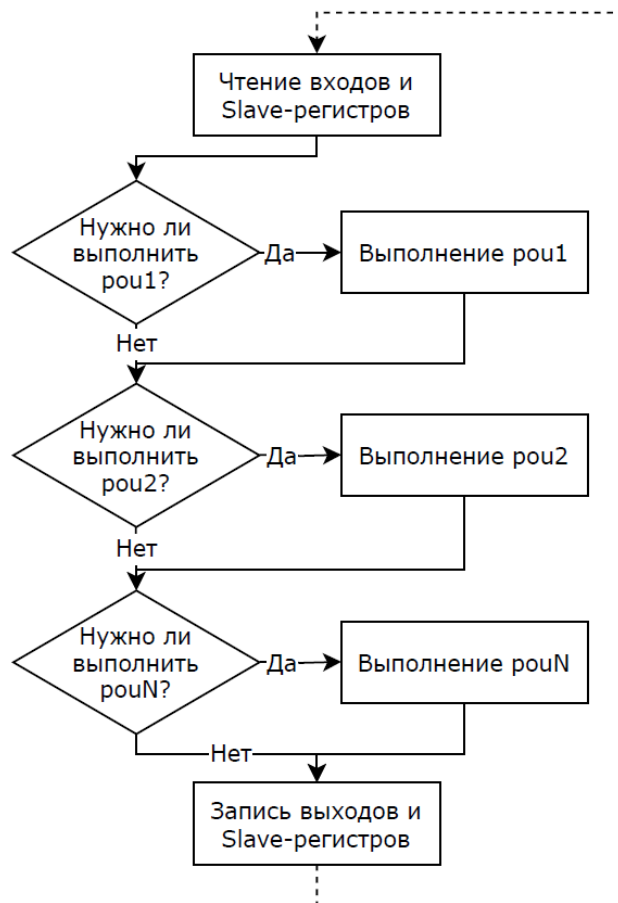 Чтение входов и
Slave-регистров
Нужно ли
выполнить
pou1?
Да
Выполнение pou1
Нет
Нужно ли
выполнить
pou2?
Да
Выполнение pou2
Нет
Нужно ли
выполнить
pouN?
Да
Выполнение pouN
Нет
Запись выходов и
Slave-регистров